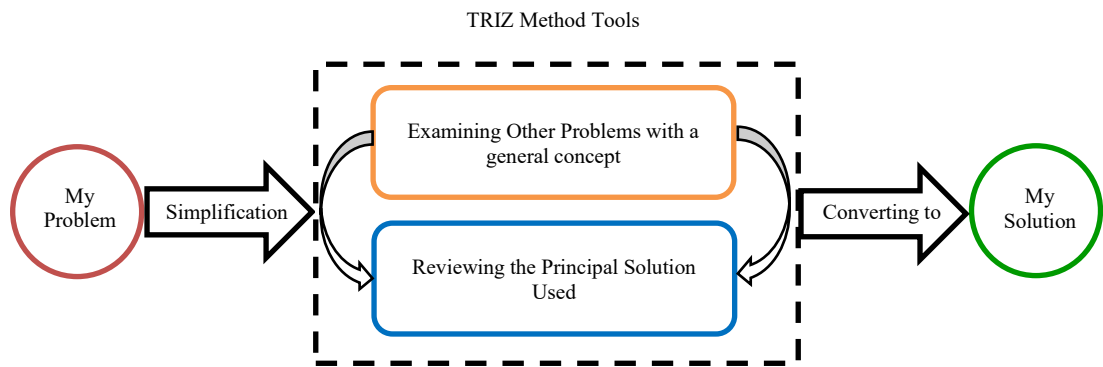 TRIZ Method Tools
Examining Other Problems with a
general concept
My
Problem
Simplification
Converting to
My
Solution
Reviewing the Principal Solution
Used